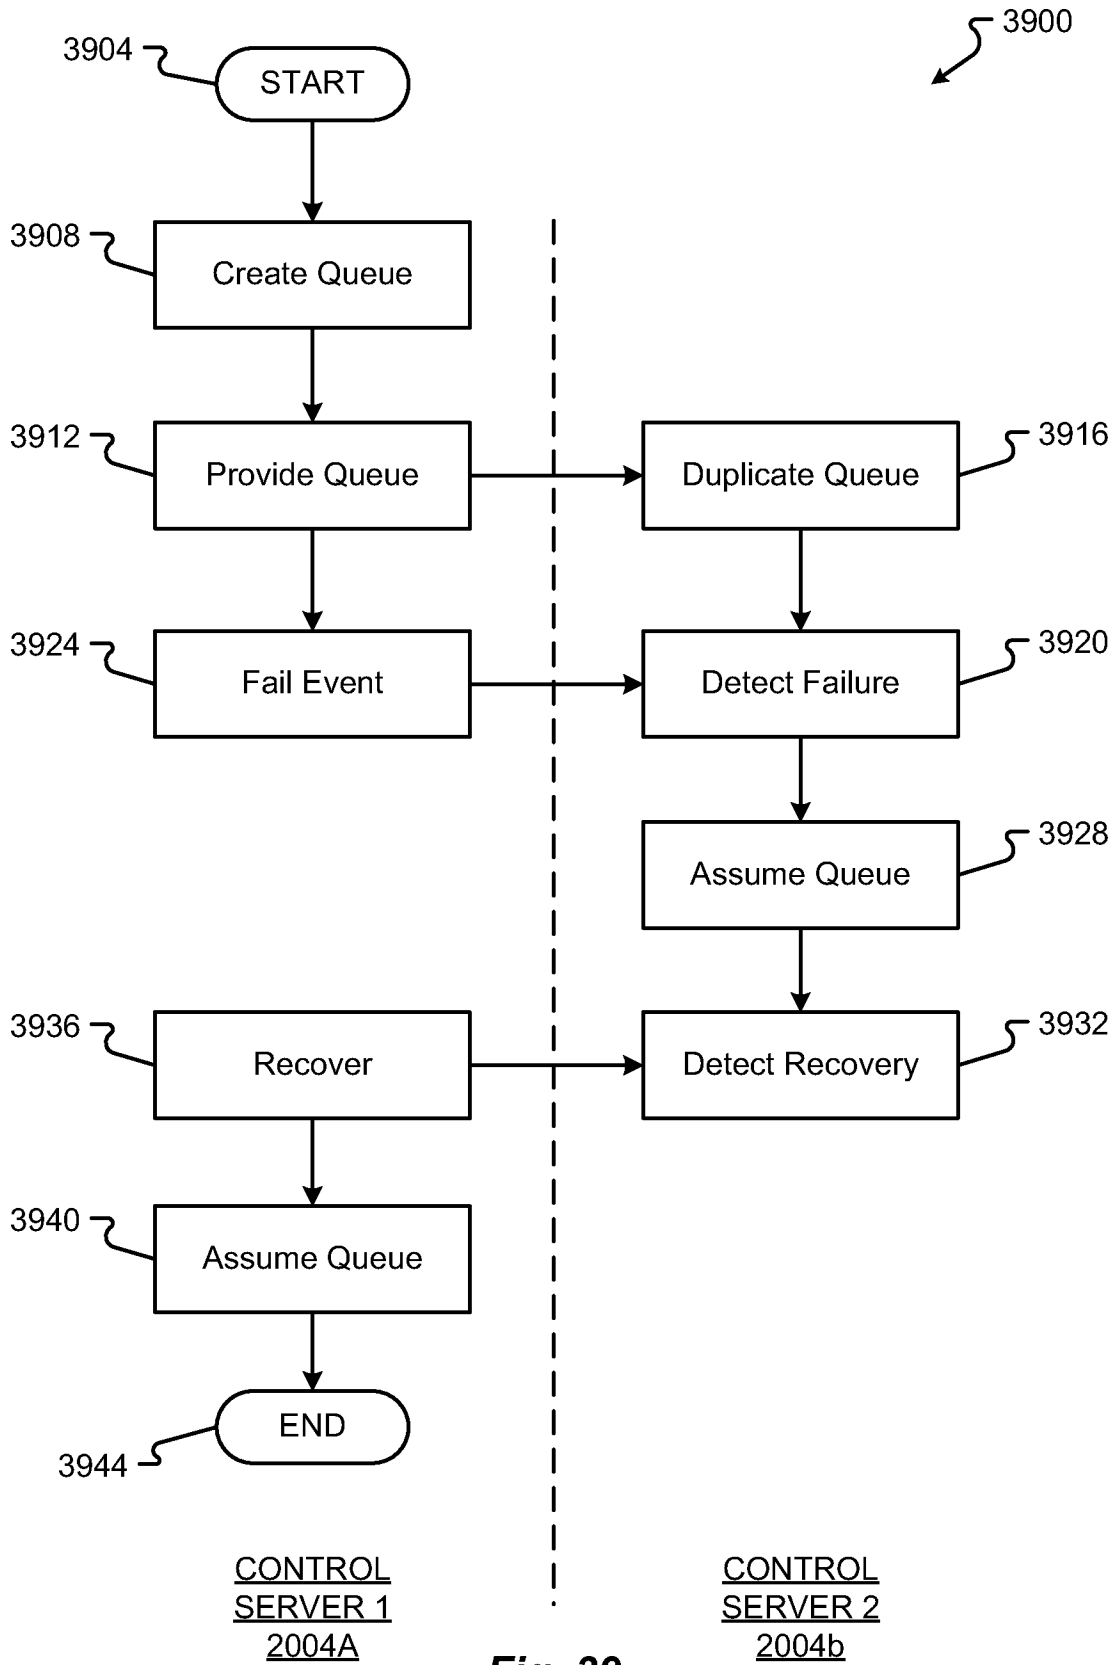 3900
3904
START
3908
Create Queue
3912
Provide Queue
Duplicate Queue
3916
3924
Fail Event
Detect Failure
3920
Assume Queue
3928
3936
Recover
Detect Recovery
3932
3940
Assume Queue
END
3944
CONTROL
SERVER 1
2004A
CONTROL
SERVER 2
2004b